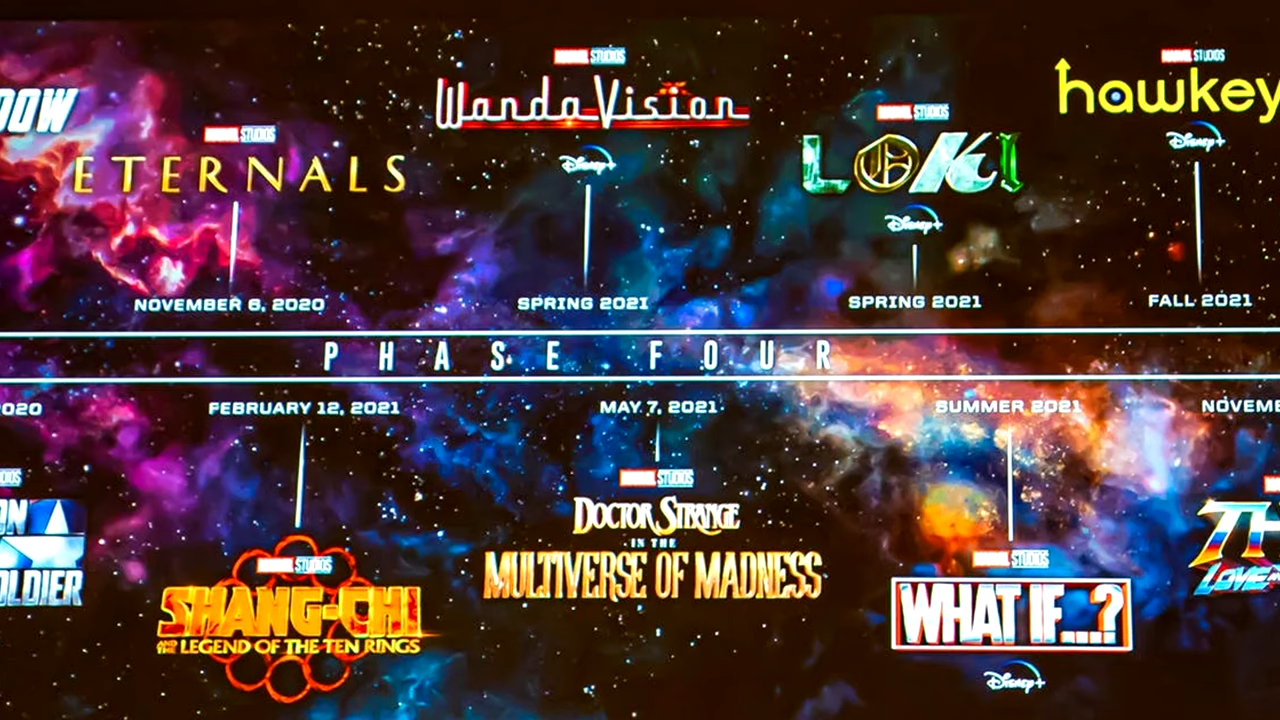 DOW
MARVEL STUDIOS
ETERNALS
NOVEMBER 6, 2020
MARVEL STUDIOS
WandaVision
Disney+
SPRING 2021
MARVEL STUDIOS
LOKI
Disney+
SPRING 2021
MARVEL STUDIOS
hawkey
Disney+
FALL 2021
PHASE FOUR
2020
UDIOS
ON
OLDIER
FEBRUARY 12, 2021
MARVEL STUDIOS
SHANG-CHI
AND THE LEGEND OF THE TEN RINGS
MAY 7, 2021
MARVEL STUDIOS
DOCTOR STRANGE
IN THE
MULTIVERSE OF MADNESS
SUMMER 2021
MARVEL STUDIOS
WHAT IF...?
Disney+
NOVEME
TH
LOVE